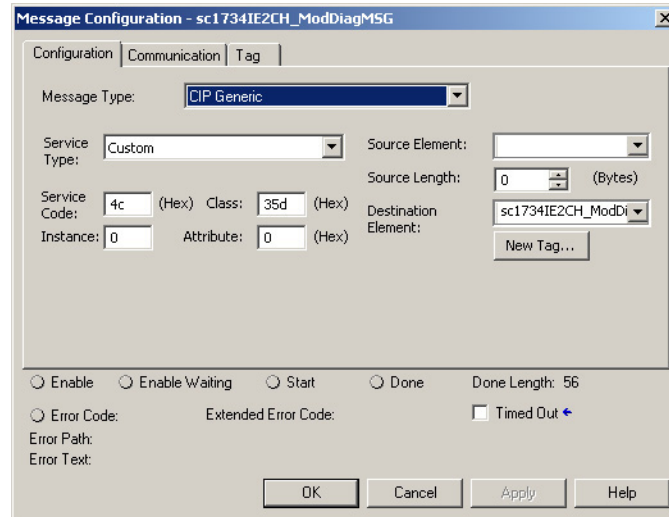 Message Configuration - sc1734IE2CH_ModDiagMSG
Configuration Communication Tag
Message Type: CIP Generic
Service Type: Custom
Source Element:
Source Length: 0 (Bytes)
Service Code: 4c (Hex) Class: 35d (Hex)
Destination Element: sc1734IE2CH_ModDi
Instance: 0 Attribute: 0 (Hex)
New Tag...
Enable Enable Waiting Start Done Done Length: 56
Error Code: Extended Error Code: Timed Out
Error Path:
Error Text:
OK Cancel Apply Help